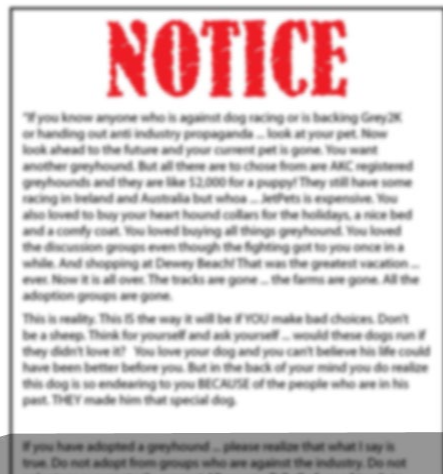 NOTICE
"If you know anyone who is against dog racing or is backing Grey2K
or handing out anti industry propaganda ... look at your pet. Now
look ahead to the future and your current pet is gone. You want
another greyhound. But all there are to chose from are AKC registered
greyhounds and they are like $2,000 for a puppy! They still have some
racing in Ireland and Australia but whoa ... JetPets is expensive. You
also loved to buy your heart hound collars for the holidays, a nice bed
and a comfy coat. You loved buying all things greyhound. You loved
the discussion groups even though the fighting got to you once in a
while. And shopping at Dewey Beach! That was the greatest vacation ...
ever. Now it is all over. The tracks are gone ... the farms are gone. All the
adoption groups are gone.
This is reality. This IS the way it will be if YOU make bad choices. Don't
be a sheep. Think for yourself and ask yourself ... would these dogs run if
they didn't love it? You love your dog and you can't believe his life could
have been better before you. But in the back of your mind you do realize
this dog is so endearing to you BECAUSE of the people who are in his
past. THEY made him that special dog.
If you have adopted a greyhound ... please realize that what I say is
true. Do not adopt from groups who are against the industry. Do not